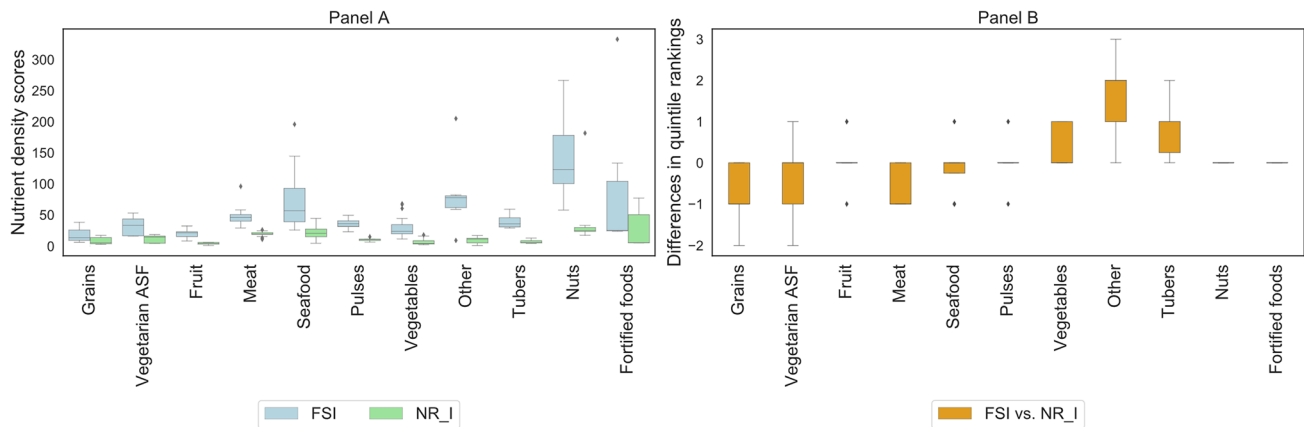 Panel A
Nutrient density scores
300
250
200
150
100
50
0
Grains
Vegetarian ASF
Fruit
Meat
Seafood
Pulses
Vegetables
Other
Tubers
Nuts
Fortified foods
FSI
NR_I
Panel B
Differences in quintile rankings
3
2
1
0
−1
−2
Grains
Vegetarian ASF
Fruit
Meat
Seafood
Pulses
Vegetables
Other
Tubers
Nuts
Fortified foods
FSI vs. NR_I